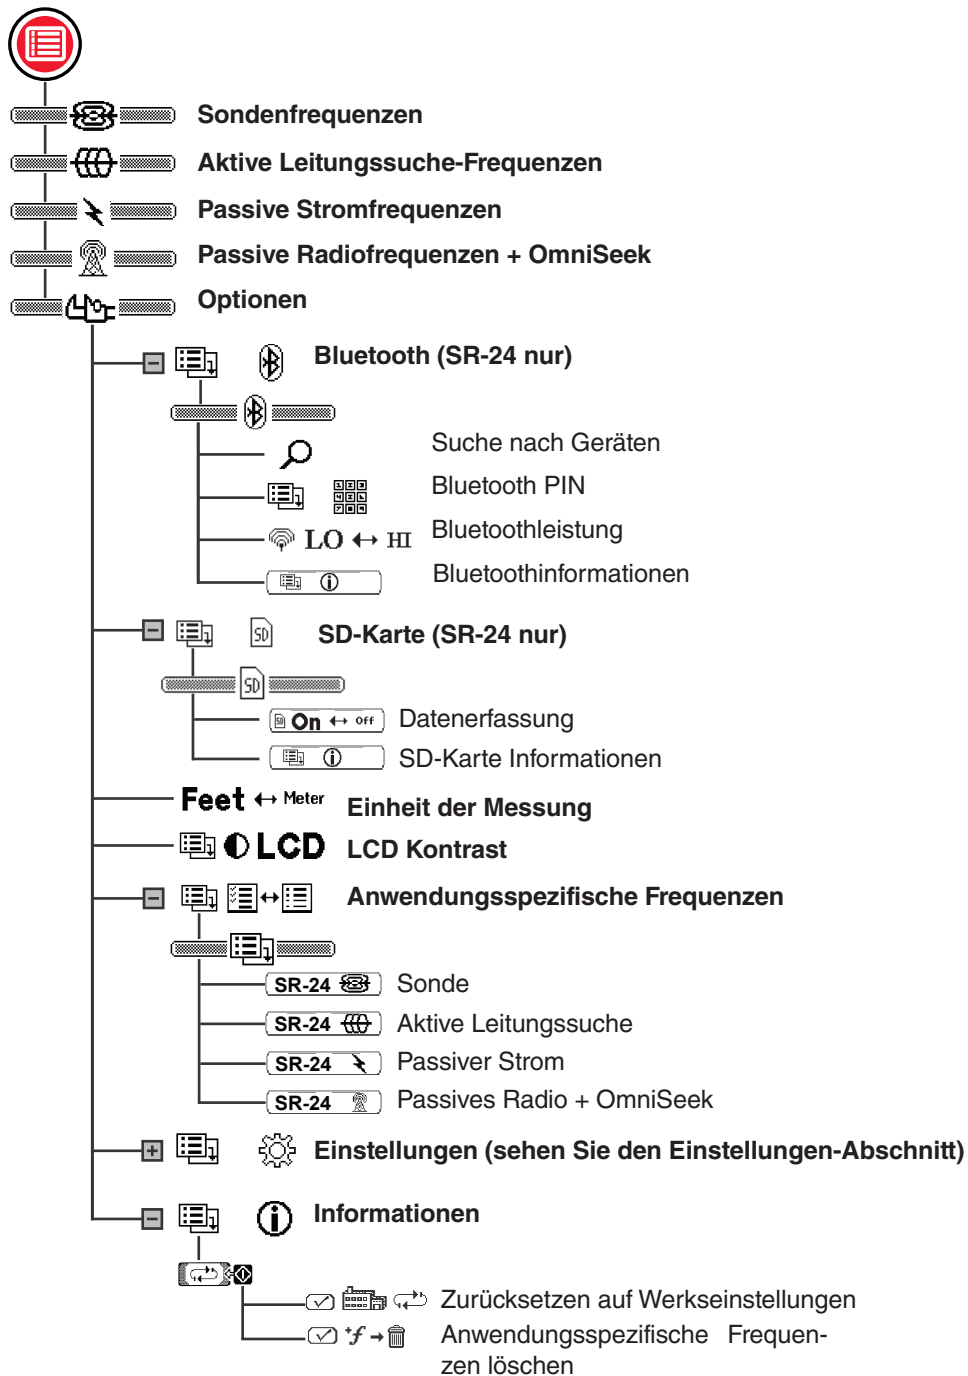 Sondenfrequenzen
Aktive Leitungssuche-Frequenzen
Passive Stromfrequenzen
Passive Radiofrequenzen + OmniSeek
Optionen
Bluetooth (SR-24 nur)
Suche nach Geräten
Bluetooth PIN
LO ↔ HI Bluetoothleistung
Bluetoothinformationen
SD SD-Karte (SR-24 nur)
SD
On ↔ Off Datenerfassung
SD-Karte Informationen
Feet ↔ Meter Einheit der Messung
LCD LCD Kontrast
Anwendungsspezifische Frequenzen
SR-24 Sonde
SR-24 Aktive Leitungssuche
SR-24 Passiver Strom
SR-24 Passives Radio + OmniSeek
Einstellungen (sehen Sie den Einstellungen-Abschnitt)
Informationen
Zurücksetzen auf Werkseinstellungen
+f → Anwendungsspezifische Frequen-
zen löschen